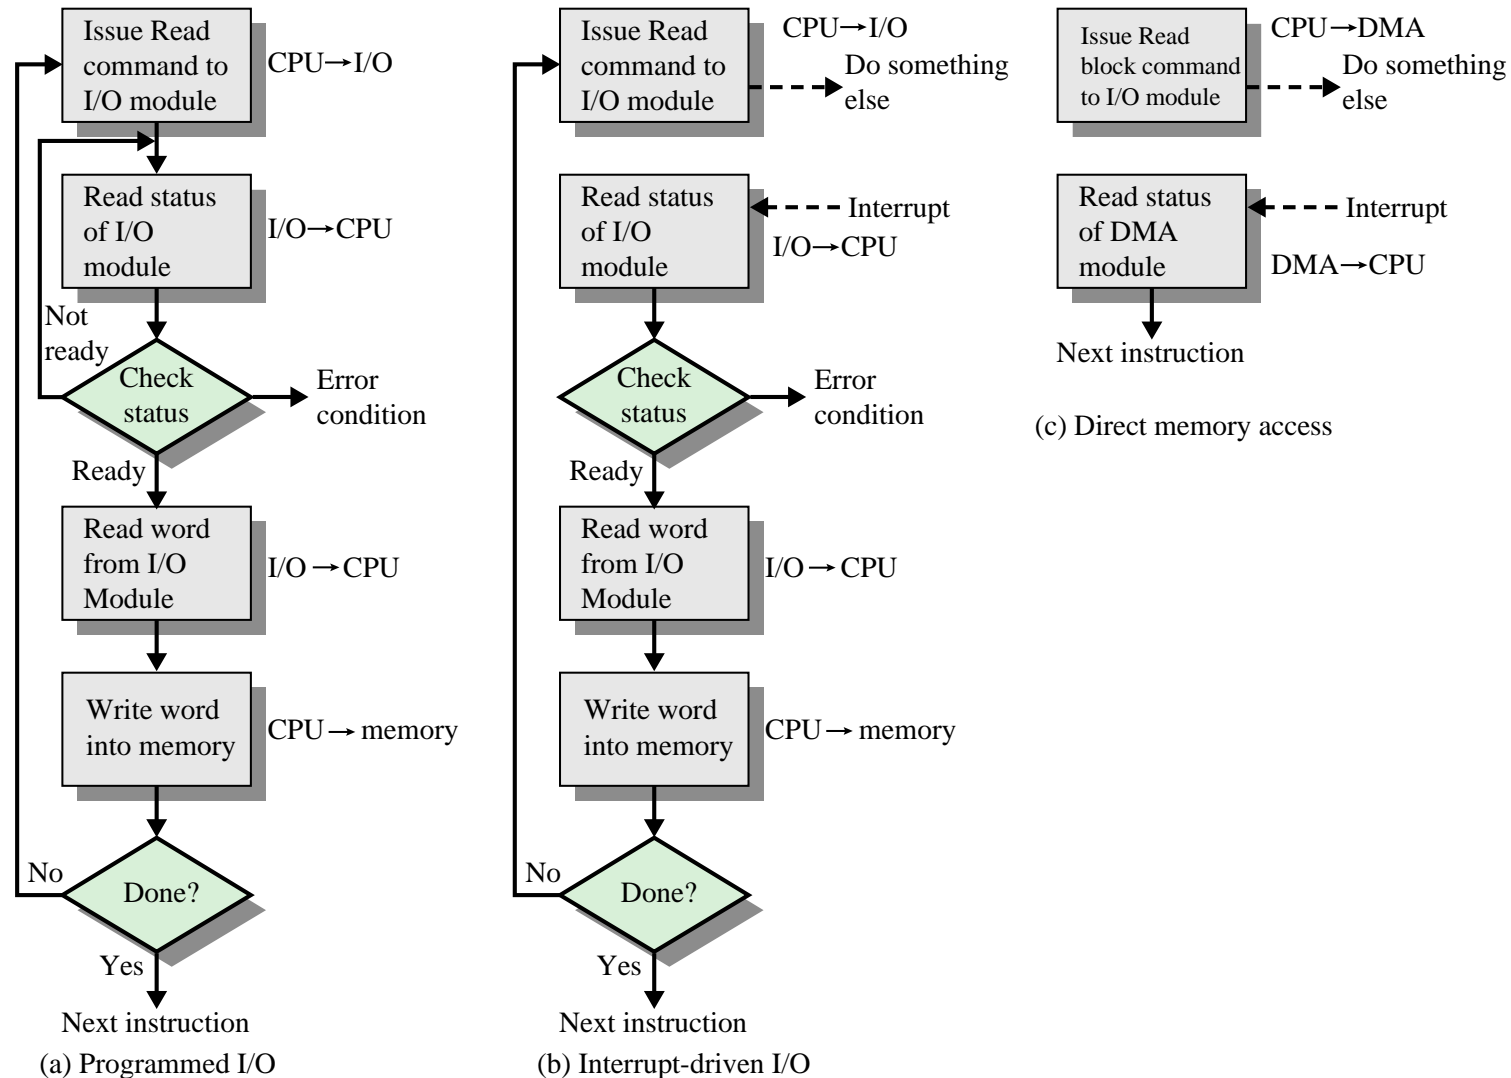 Issue Read
command to
I/O module
CPU→I/O
Read status
of I/O
module
I/O→CPU
Not
ready
Check
status
Error
condition
Ready
Read word
from I/O
Module
I/O→CPU
Write word
into memory
CPU→memory
No
Done?
Yes
Next instruction
(a) Programmed I/O
Issue Read
command to
I/O module
CPU→I/O
Do something
else
Read status
of I/O
module
Interrupt
I/O→CPU
Check
status
Error
condition
Ready
Read word
from I/O
Module
I/O→CPU
Write word
into memory
CPU→memory
No
Done?
Yes
Next instruction
(b) Interrupt-driven I/O
Issue Read
block command
to I/O module
CPU→DMA
Do something
else
Read status
of DMA
module
Interrupt
DMA→CPU
Next instruction
(c) Direct memory access